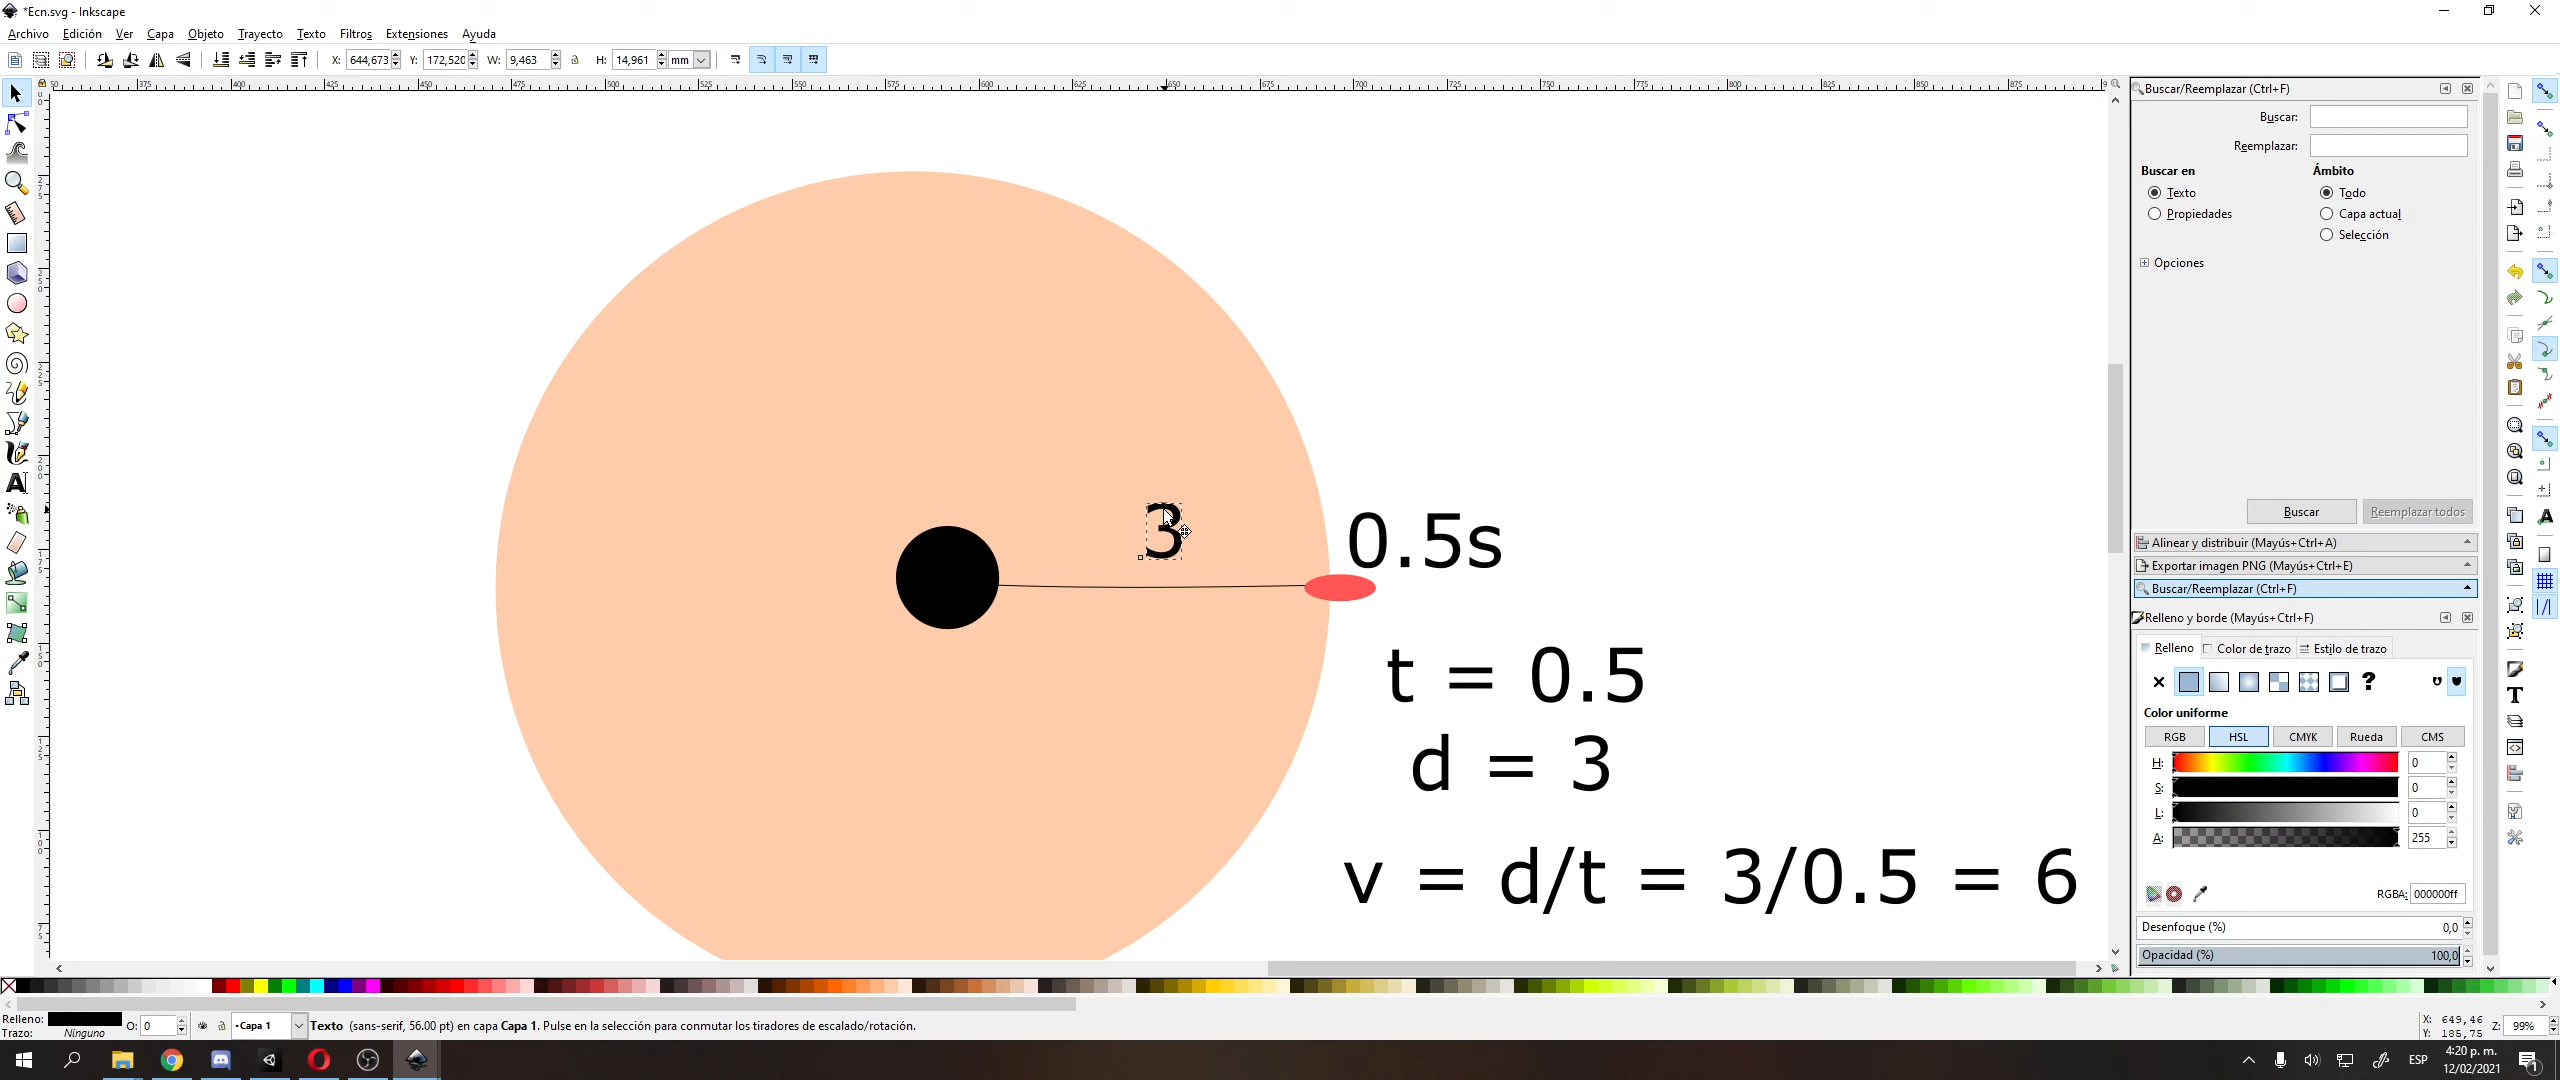 *Ecn.svg - Inkscape
Archivo Edición Ver Capa Objeto Trayecto Texto Filtros Extensiones Ayuda
X: 644,673 Y: 172,520 W: 9,463 H: 14,961 mm
Buscar/Reemplazar (Ctrl+F)
Buscar:
Reemplazar:
Buscar en Ámbito
Texto Todo
Propiedades Capa actual
Selección
Opciones
3
0.5s
t = 0.5
d = 3
v = d/t = 3/0.5 = 6
Buscar Reemplazar todos
Alinear y distribuir (Mayús+Ctrl+A)
Exportar imagen PNG (Mayús+Ctrl+E)
Buscar/Reemplazar (Ctrl+F)
Relleno y borde (Mayús+Ctrl+F)
Relleno Color de trazo Estilo de trazo
Color uniforme
RGB HSL CMYK Rueda CMS
H: 0
S: 0
L: 0
A: 255
RGBA: 000000ff
Desenfoque (%) 0,0
Opacidad (%) 100,0
Relleno: O: 0 •Capa 1 Texto (sans-serif, 56.00 pt) en capa Capa 1. Pulse en la selección para conmutar los tiradores de escalado/rotación.
Trazo: Ninguno
X: 649,46
Y: 185,75
Z: 99%
ESP
4:20 p. m.
12/02/2021